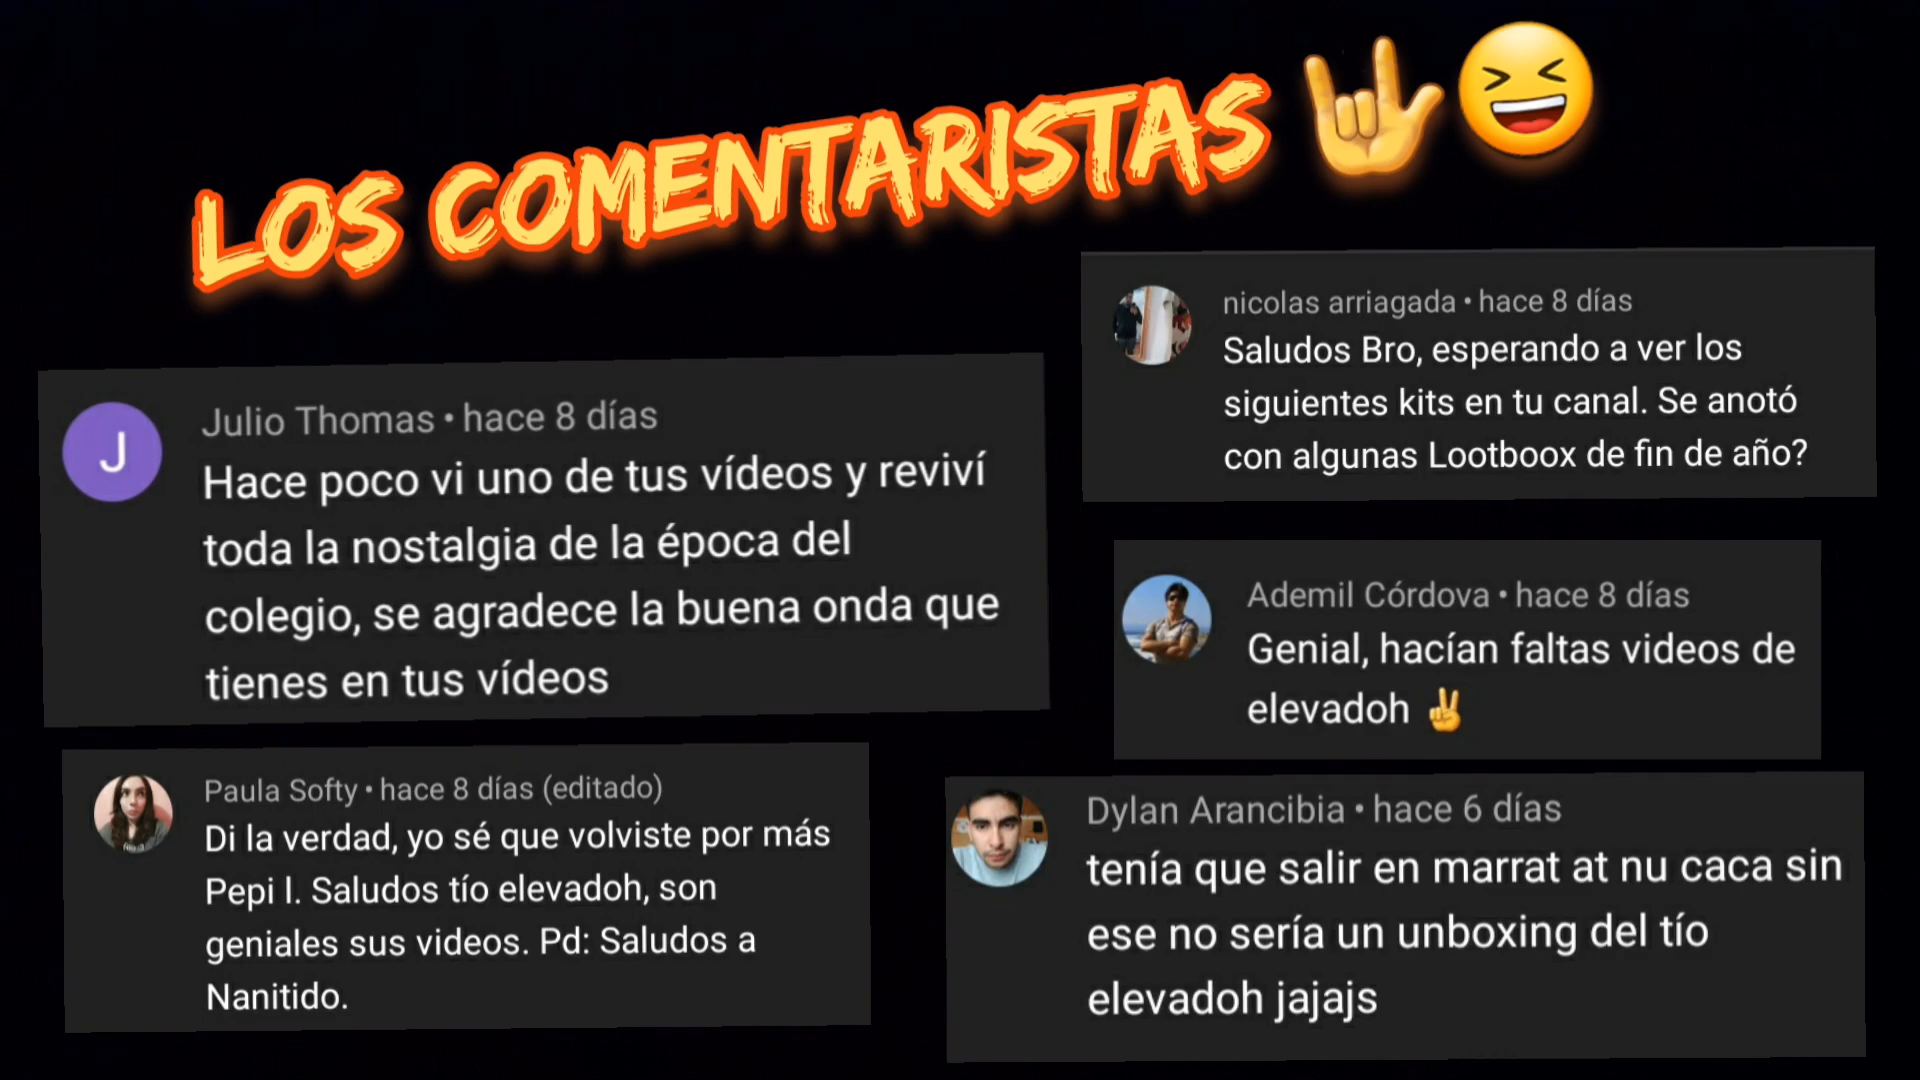 LOS COMENTARISTAS 🤟😆
J
Julio Thomas • hace 8 días
Hace poco vi uno de tus vídeos y reviví
toda la nostalgia de la época del
colegio, se agradece la buena onda que
tienes en tus vídeos
nicolas arriagada • hace 8 días
Saludos Bro, esperando a ver los
siguientes kits en tu canal. Se anotó
con algunas Lootboox de fin de año?
Ademil Córdova • hace 8 días
Genial, hacían faltas videos de
elevadoh ✌
Paula Softy • hace 8 días (editado)
Di la verdad, yo sé que volviste por más
Pepi l. Saludos tío elevadoh, son
geniales sus videos. Pd: Saludos a
Nanitido.
Dylan Arancibia • hace 6 días
tenía que salir en marrat at nu caca sin
ese no sería un unboxing del tío
elevadoh jajajs